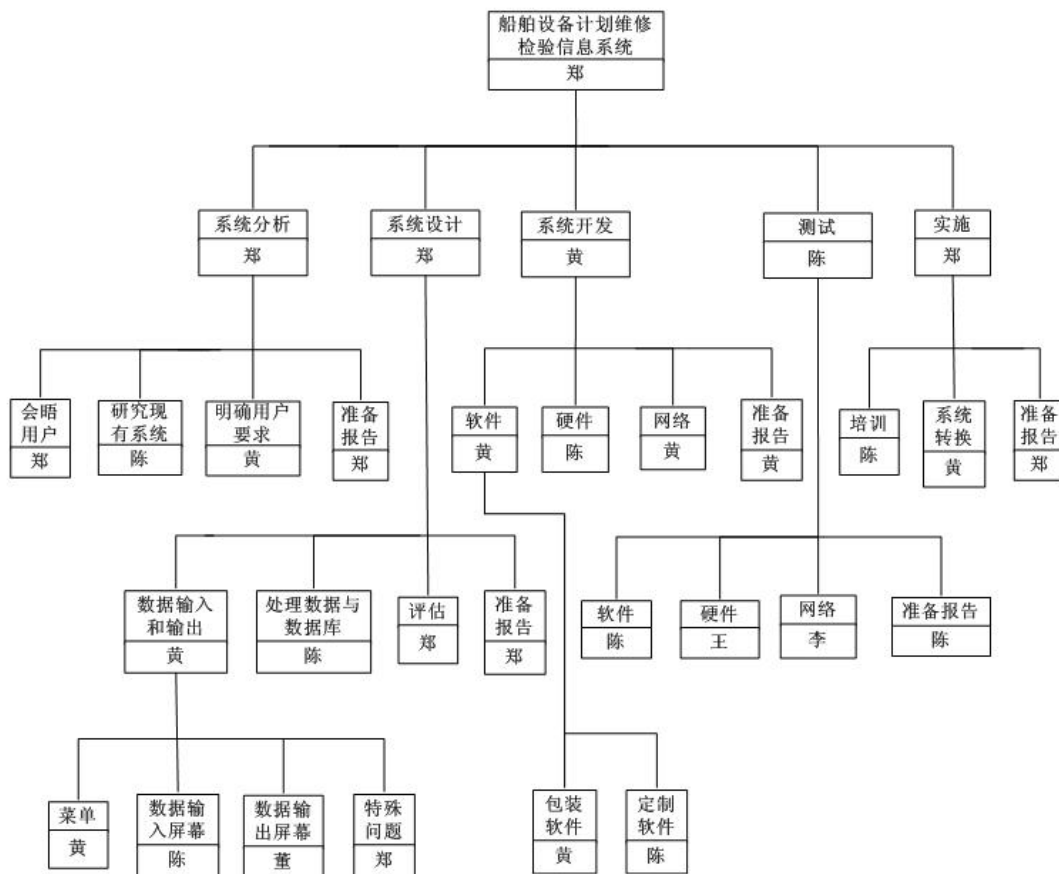 船舶设备计划维修
检验信息系统
郑
系统分析
郑
系统设计
郑
系统开发
黄
测试
陈
实施
郑
会晤
用户
郑
研究现
有系统
陈
明确用户
要求
黄
准备
报告
郑
软件
黄
硬件
陈
网络
黄
准备
报告
黄
培训
陈
系统
转换
黄
准备
报告
郑
数据输入
和输出
黄
处理数据与
数据库
陈
评估
郑
准备
报告
郑
软件
陈
硬件
王
网络
李
准备报告
陈
菜单
黄
数据输
入屏幕
陈
数据输
出屏幕
董
特殊
问题
郑
包装
软件
黄
定制
软件
陈